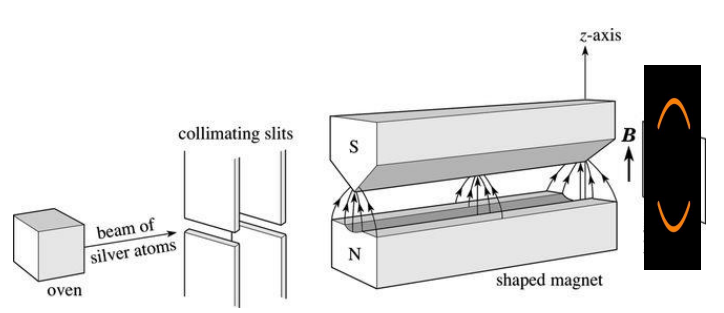 z-axis
collimating slits
S
B
beam of
silver atoms
N
oven
shaped magnet